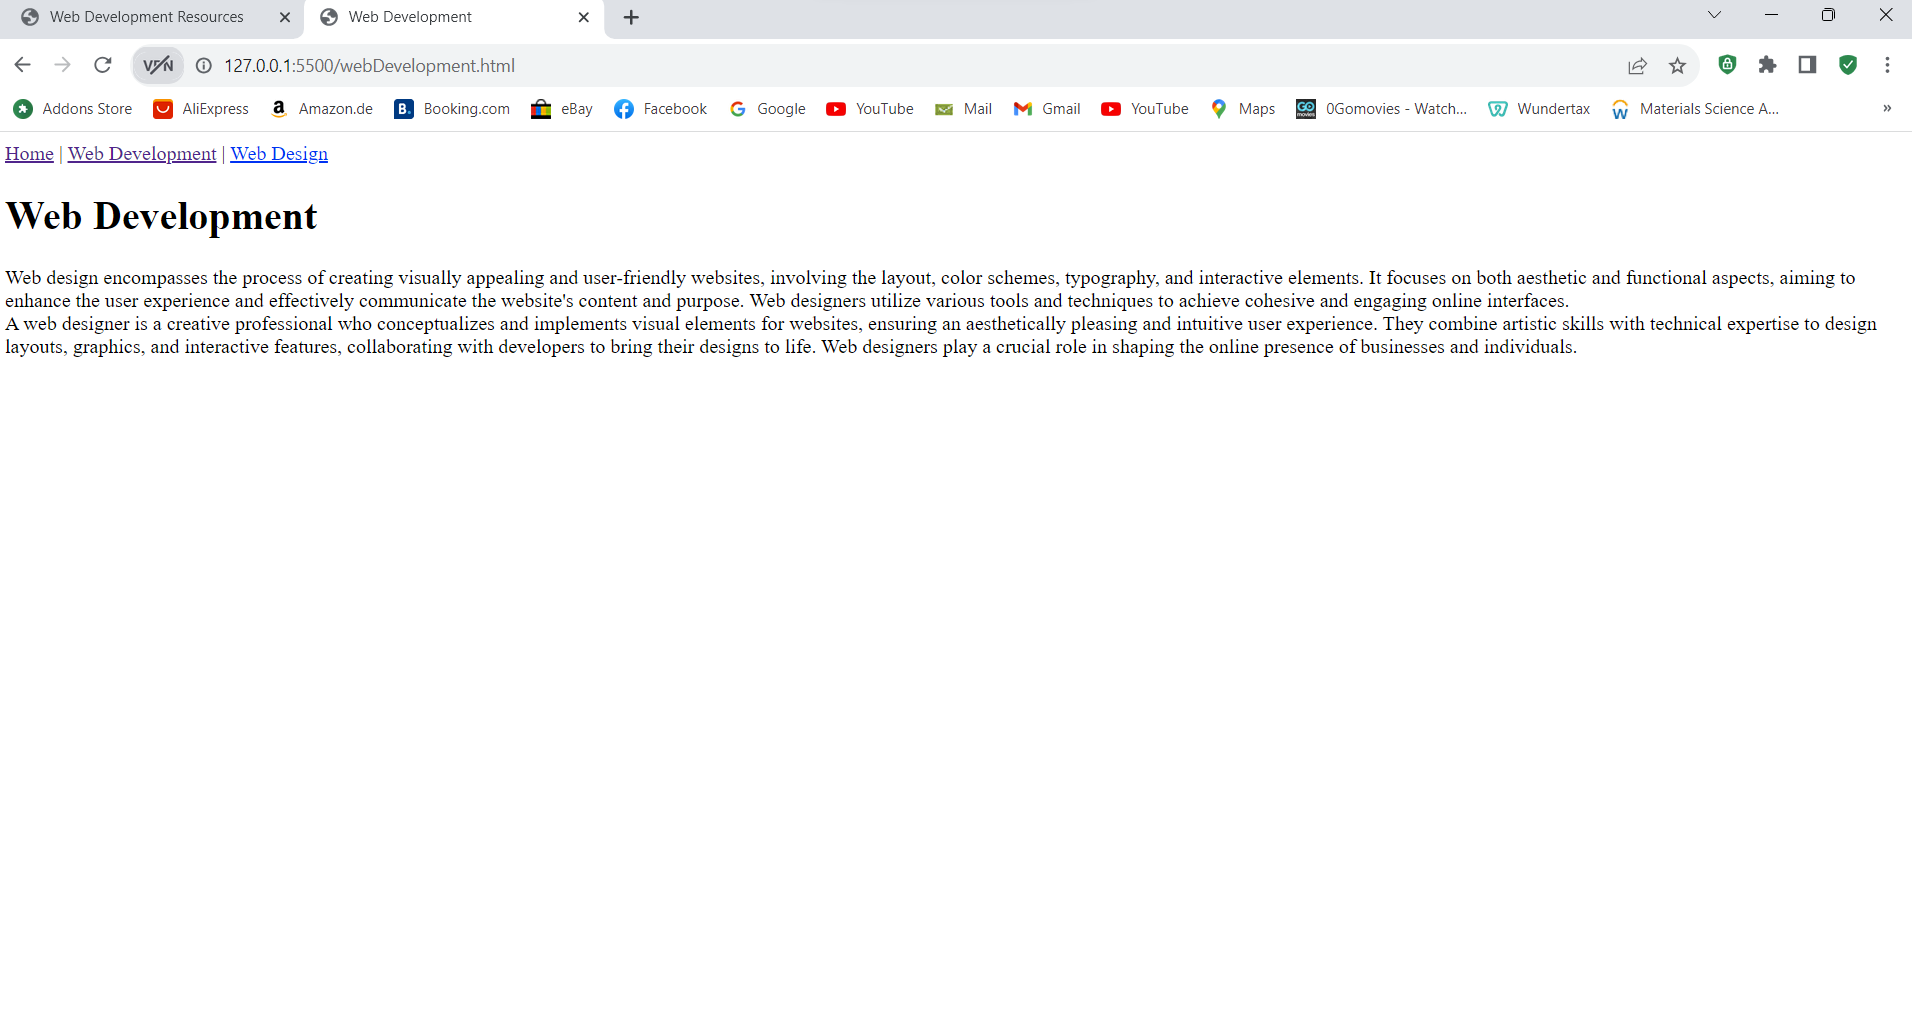 Web Development Resources
Web Development
VPN
127.0.0.1:5500/webDevelopment.html
Addons Store AliExpress Amazon.de Booking.com eBay Facebook Google YouTube Mail Gmail YouTube Maps 0Gomovies - Watch... Wundertax Materials Science A... »
Home | Web Development | Web Design
Web Development
Web design encompasses the process of creating visually appealing and user-friendly websites, involving the layout, color schemes, typography, and interactive elements. It focuses on both aesthetic and functional aspects, aiming to
enhance the user experience and effectively communicate the website's content and purpose. Web designers utilize various tools and techniques to achieve cohesive and engaging online interfaces.
A web designer is a creative professional who conceptualizes and implements visual elements for websites, ensuring an aesthetically pleasing and intuitive user experience. They combine artistic skills with technical expertise to design
layouts, graphics, and interactive features, collaborating with developers to bring their designs to life. Web designers play a crucial role in shaping the online presence of businesses and individuals.